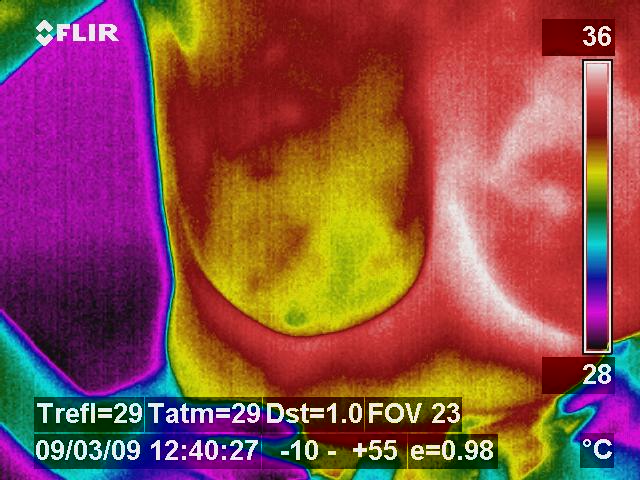 FLIR
36
28
Trefl=29 Tatm=29 Dst=1.0 FOV 23
09/03/09 12:40:27 -10 - +55 e=0.98 °C